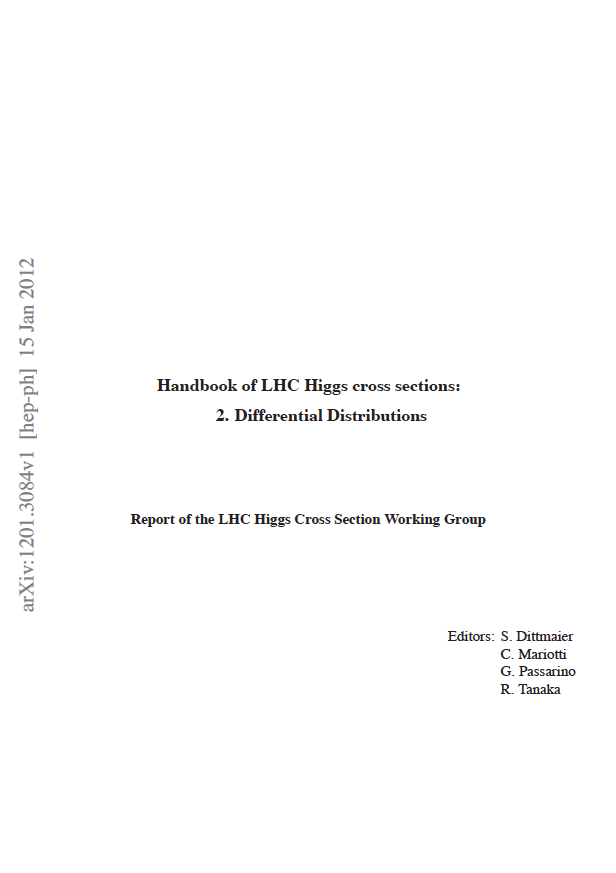 arXiv:1201.3084v1 [hep-ph] 15 Jan 2012
Handbook of LHC Higgs cross sections:
2. Differential Distributions
Report of the LHC Higgs Cross Section Working Group
Editors: S. Dittmaier
C. Mariotti
G. Passarino
R. Tanaka